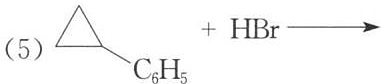 (5) + HBr ⟶
C₆H₅